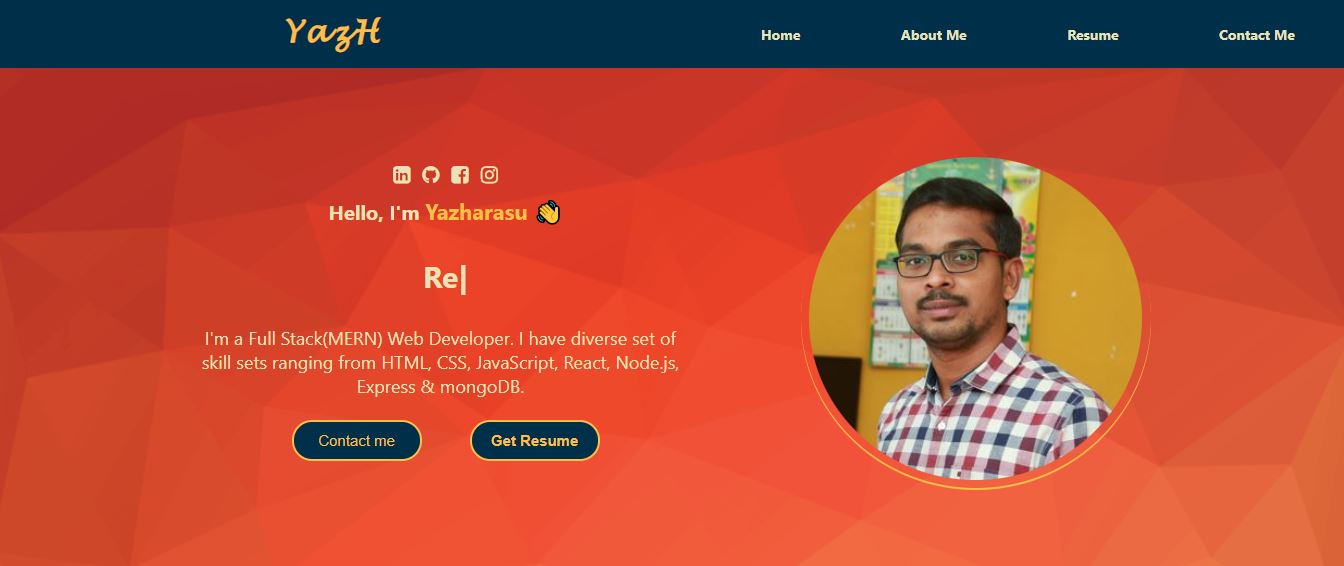 YazH
Home
About Me
Resume
Contact Me
Hello, I'm Yazharasu 👋
Re|
I'm a Full Stack(MERN) Web Developer. I have diverse set of
skill sets ranging from HTML, CSS, JavaScript, React, Node.js,
Express & mongoDB.
Contact me
Get Resume